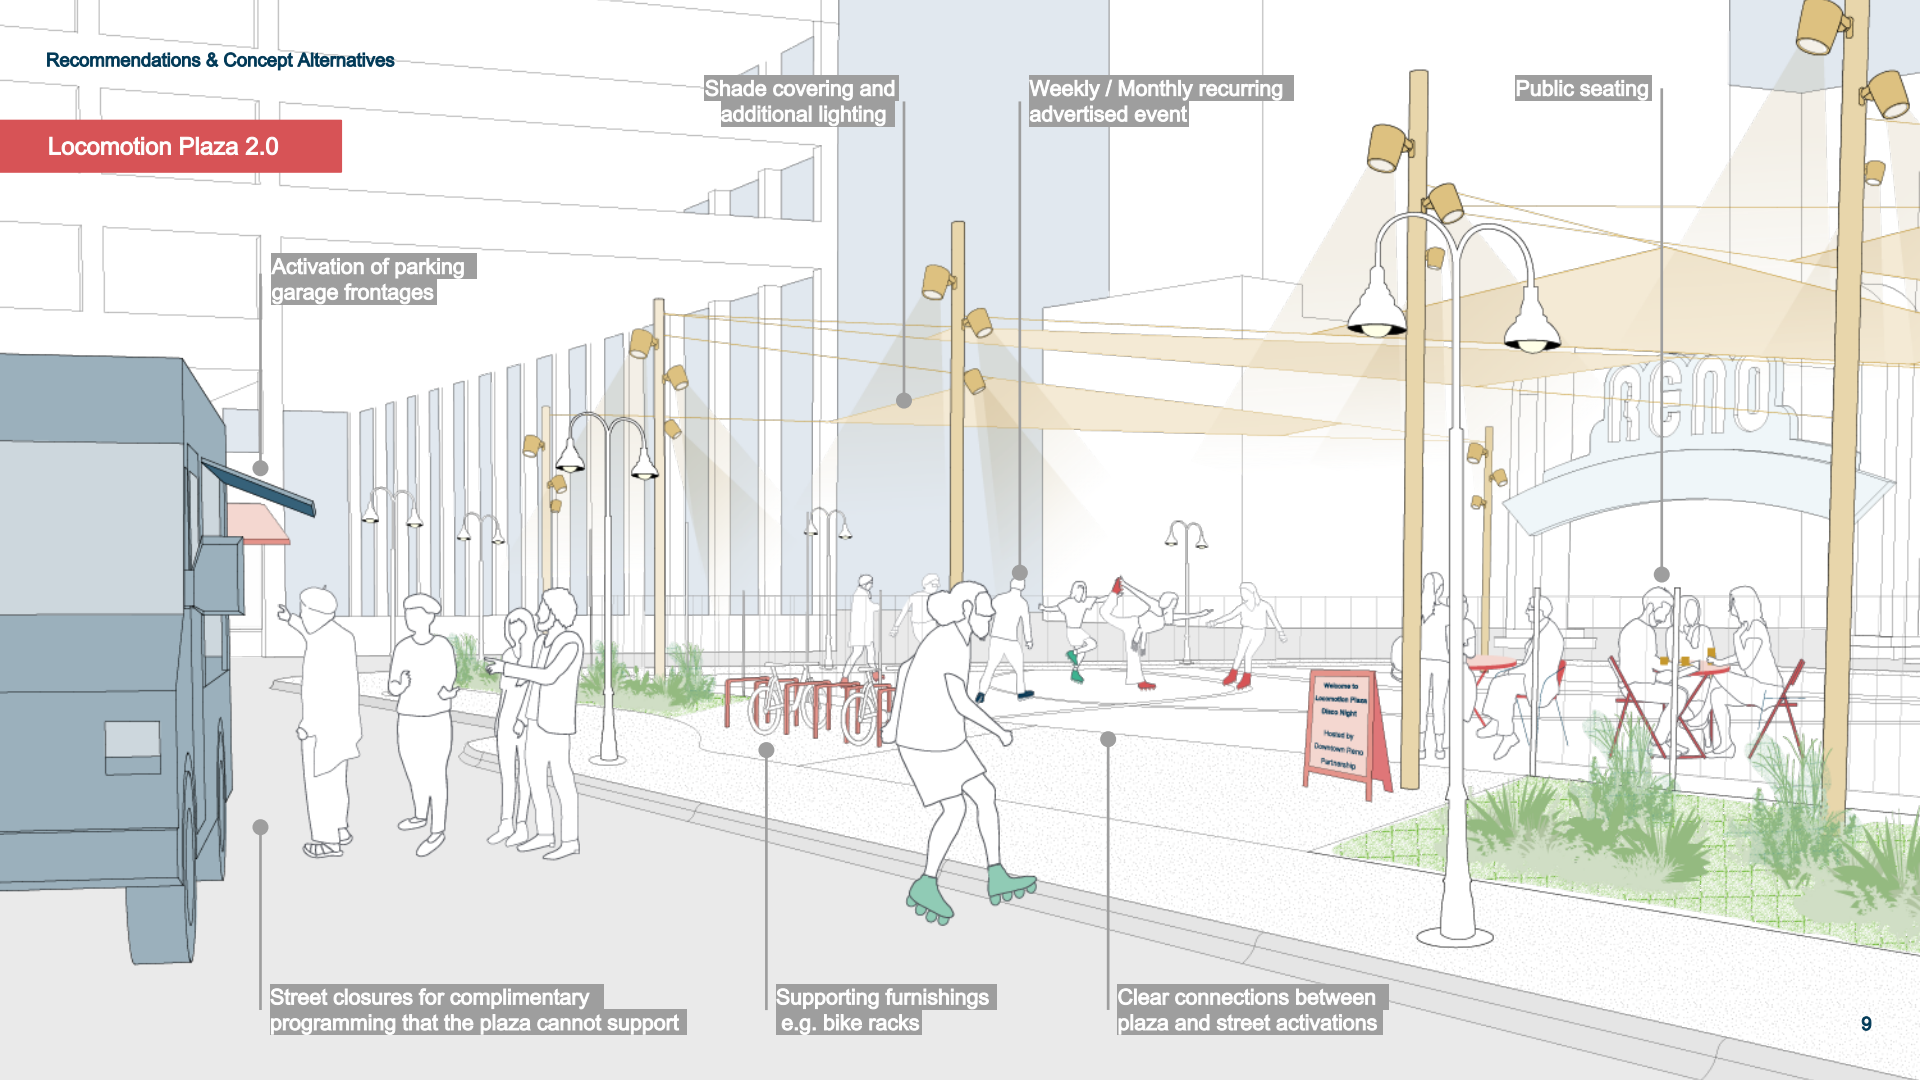 Recommendations & Concept Alternatives
Locomotion Plaza 2.0
Shade covering and
additional lighting
Weekly / Monthly recurring
advertised event
Public seating
Activation of parking
garage frontages
RENO
Welcome to
Locomotion Plaza
Disco Night
Hosted by
Downtown Reno
Partnership
Street closures for complimentary
programming that the plaza cannot support
Supporting furnishings
e.g. bike racks
Clear connections between
plaza and street activations
9